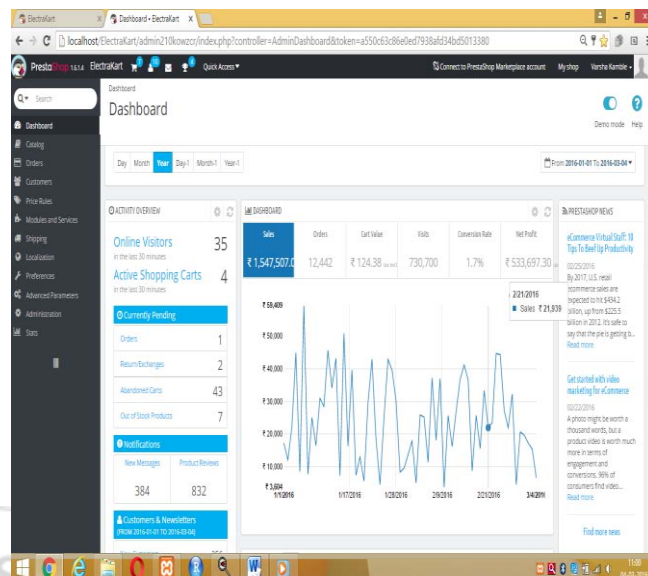 ElectraKart
Dashboard • ElectraKart
localhost/ElectraKart/admin210kowzcr/index.php?controller=AdminDashboard&token=a550c63c86e0ed7938afd34bd5013380
PrestaShop 1.6.1.4 ElectraKart Quick Access
Connect to PrestaShop Marketplace account My shop Varsha Kamble
Search
Dashboard
Catalog
Orders
Customers
Price Rules
Modules and Services
Shipping
Localization
Preferences
Advanced Parameters
Administration
Stats
Dashboard
Dashboard
Demo mode Help
Day Month Year Day-1 Month-1 Year-1
From 2016-01-01 To 2016-03-04
ACTIVITY OVERVIEW
Online Visitors 35
in the last 30 minutes
Active Shopping Carts 4
in the last 30 minutes
Currently Pending
Orders 1
Return/Exchanges 2
Abandoned Carts 43
Out of Stock Products 7
Notifications
New Messages Product Reviews
384 832
Customers & Newsletters
(FROM 2016-01-01 TO 2016-03-04)
DASHBOARD
Sales Orders Cart Value Visits Conversion Rate Net Profit
₹ 1,547,507.0 12,442 ₹ 124.38 730,700 1.7% ₹ 533,697.30
2/21/2016
Sales ₹ 21,939
₹ 59,409
₹ 50,000
₹ 40,000
₹ 30,000
₹ 20,000
₹ 10,000
₹ 3,604
1/1/2016 1/17/2016 1/28/2016 2/9/2016 2/21/2016 3/4/2016
PRESTASHOP NEWS
eCommerce Virtual Staff: 10
Tips To Beef Up Productivity
02/25/2016
By 2017, U.S. retail
ecommerce sales are
expected to hit $434.2
billion, up from $225.5
billion in 2012. It's safe to
say that the pie is getting b...
Read more
Get started with video
marketing for eCommerce
02/22/2016
A photo might be worth a
thousand words, but a
product video is worth much
more in terms of
engagement and
conversions. 96% of
consumers find video...
Read more
Find more news
11:00